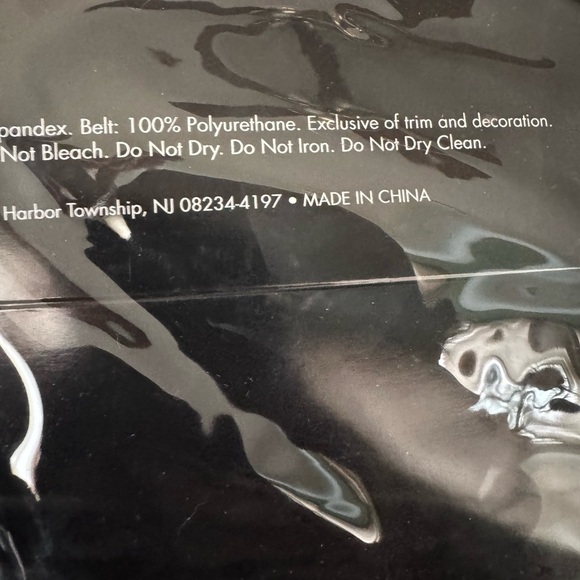 pandex. Belt: 100% Polyurethane. Exclusive of trim and decoration.
Not Bleach. Do Not Dry. Do Not Iron. Do Not Dry Clean.
Harbor Township, NJ 08234-4197 • MADE IN CHINA